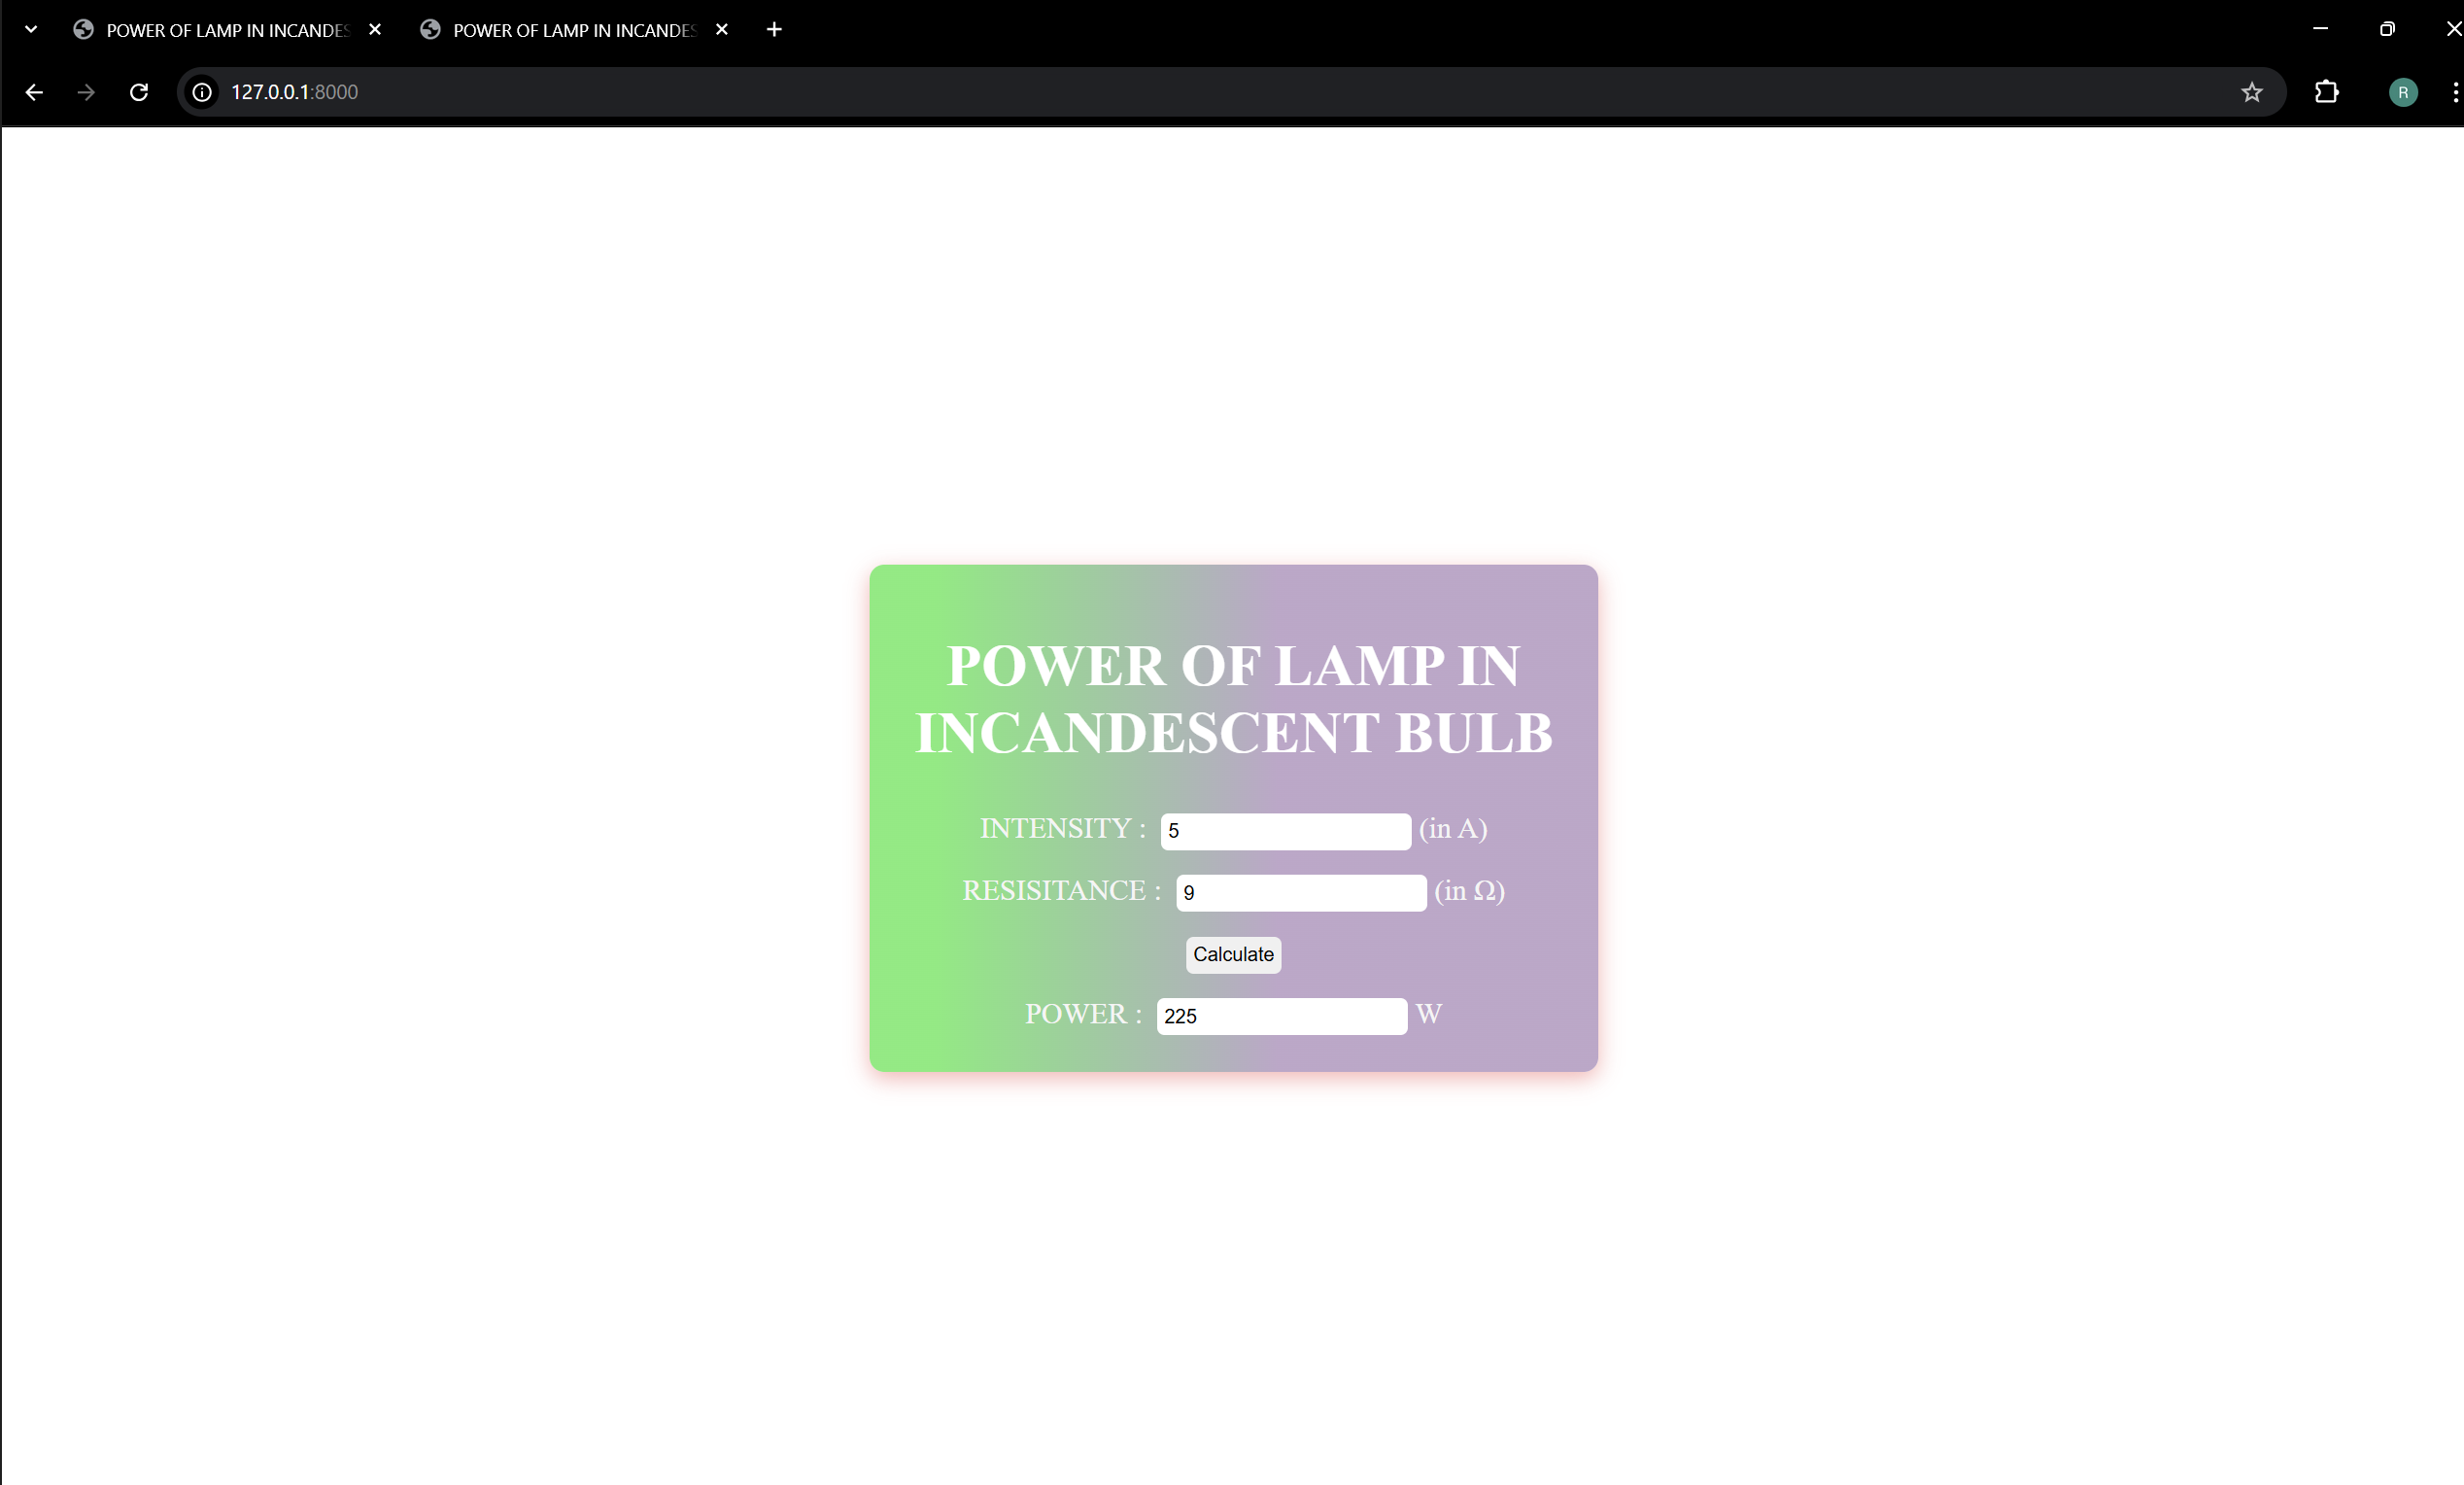 POWER OF LAMP IN INCANDES
POWER OF LAMP IN INCANDES
127.0.0.1:8000
R
POWER OF LAMP IN
INCANDESCENT BULB
INTENSITY : 5 (in A)
RESISITANCE : 9 (in Ω)
Calculate
POWER : 225 W